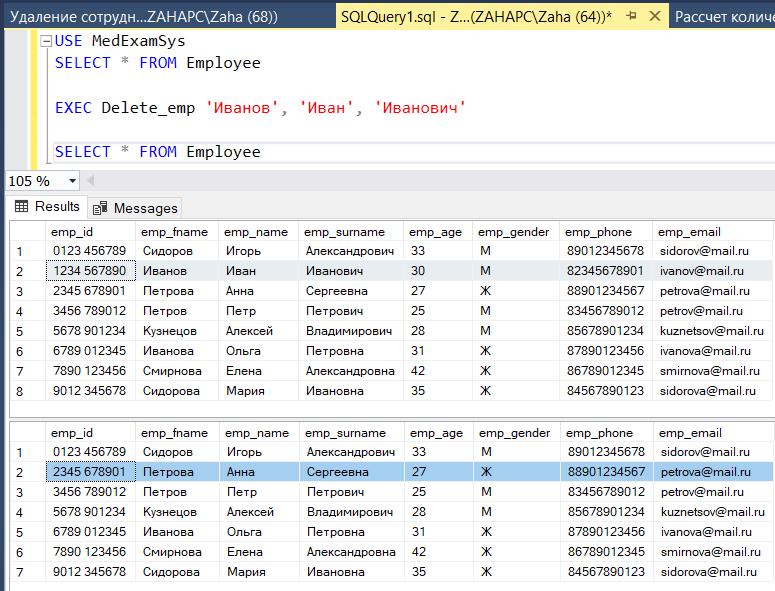 Удаление сотрудн...ZAHAPC\Zaha (68)) SQLQuery1.sql - Z...(ZAHAPC\Zaha (64))* Рассчет количе
USE MedExamSys
SELECT * FROM Employee
EXEC Delete_emp 'Иванов', 'Иван', 'Иванович'
SELECT * FROM Employee
105 %
Results Messages
emp_id emp_fname emp_name emp_surname emp_age emp_gender emp_phone emp_email
1 0123 456789 Сидоров Игорь Александрович 33 М 89012345678 sidorov@mail.ru
2 1234 567890 Иванов Иван Иванович 30 М 82345678901 ivanov@mail.ru
3 2345 678901 Петрова Анна Сергеевна 27 Ж 88901234567 petrova@mail.ru
4 3456 789012 Петров Петр Петрович 25 М 83456789012 petrov@mail.ru
5 5678 901234 Кузнецов Алексей Владимирович 28 М 85678901234 kuznetsov@mail.ru
6 6789 012345 Иванова Ольга Петровна 31 Ж 87890123456 ivanova@mail.ru
7 7890 123456 Смирнова Елена Александровна 42 Ж 86789012345 smirnova@mail.ru
8 9012 345678 Сидорова Мария Ивановна 35 Ж 84567890123 sidorova@mail.ru
emp_id emp_fname emp_name emp_surname emp_age emp_gender emp_phone emp_email
1 0123 456789 Сидоров Игорь Александрович 33 М 89012345678 sidorov@mail.ru
2 2345 678901 Петрова Анна Сергеевна 27 Ж 88901234567 petrova@mail.ru
3 3456 789012 Петров Петр Петрович 25 М 83456789012 petrov@mail.ru
4 5678 901234 Кузнецов Алексей Владимирович 28 М 85678901234 kuznetsov@mail.ru
5 6789 012345 Иванова Ольга Петровна 31 Ж 87890123456 ivanova@mail.ru
6 7890 123456 Смирнова Елена Александровна 42 Ж 86789012345 smirnova@mail.ru
7 9012 345678 Сидорова Мария Ивановна 35 Ж 84567890123 sidorova@mail.ru